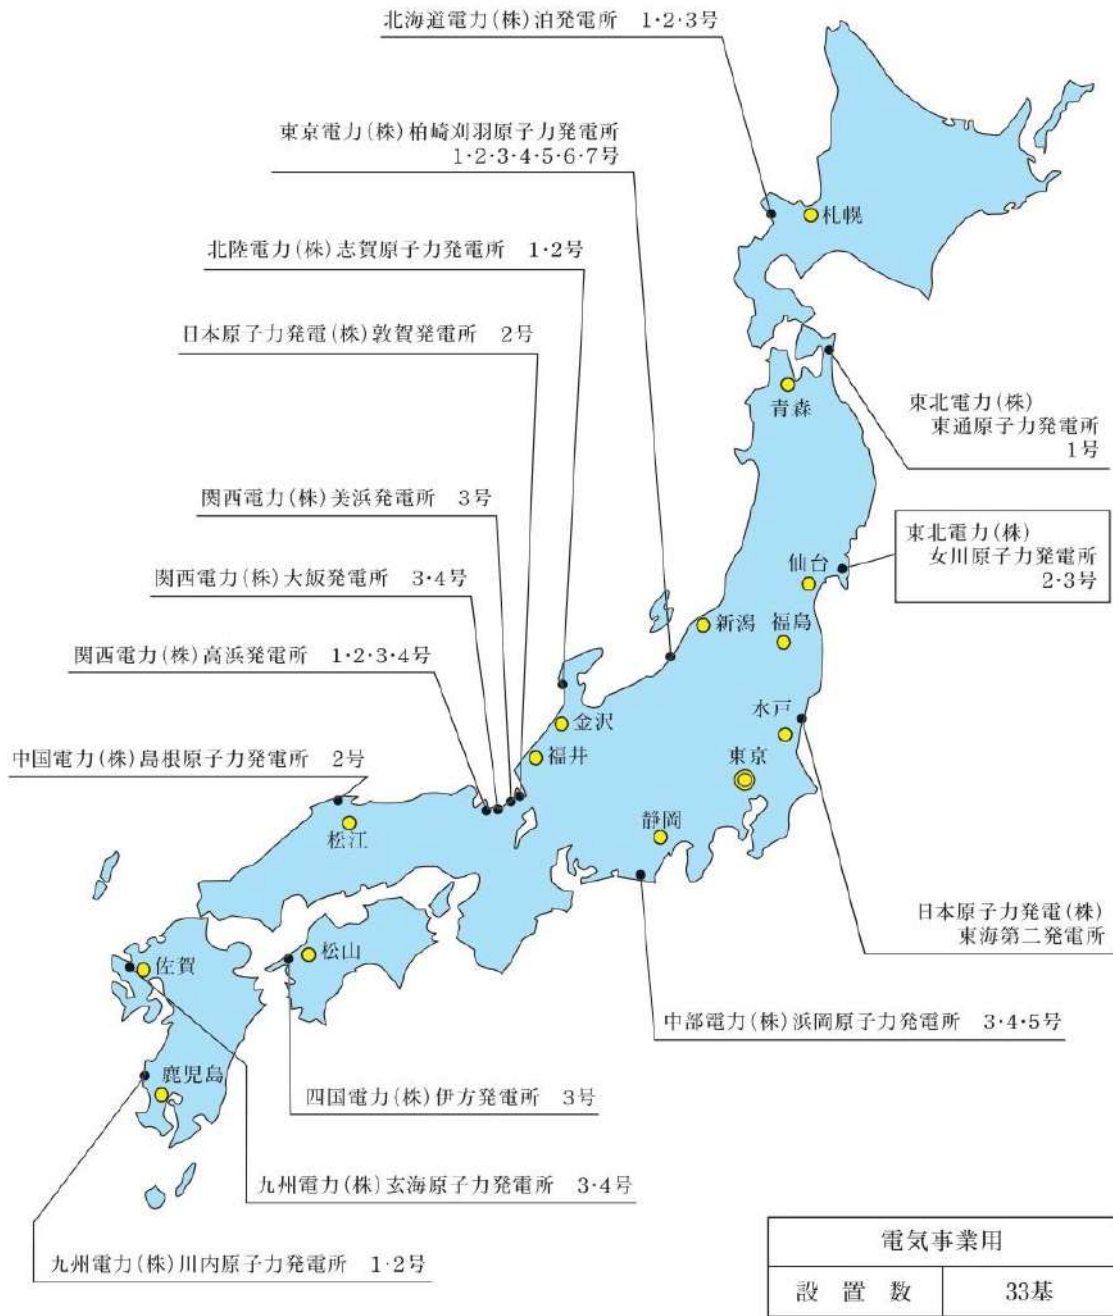 北海道電力(株)泊発電所　1・2・3号
東京電力(株)柏崎刈羽原子力発電所
1・2・3・4・5・6・7号
札幌
北陸電力(株)志賀原子力発電所　1・2号
日本原子力発電(株)敦賀発電所　2号
青森
東北電力(株)
東通原子力発電所
1号
関西電力(株)美浜発電所　3号
東北電力(株)
女川原子力発電所
2・3号
仙台
関西電力(株)大飯発電所　3・4号
新潟
福島
関西電力(株)高浜発電所　1・2・3・4号
水戸
金沢
福井
東京
中国電力(株)島根原子力発電所　2号
静岡
松江
日本原子力発電(株)
東海第二発電所
松山
佐賀
中部電力(株)浜岡原子力発電所　3・4・5号
鹿児島
四国電力(株)伊方発電所　3号
九州電力(株)玄海原子力発電所　3・4号
九州電力(株)川内原子力発電所　1・2号
電気事業用
設置数　33基